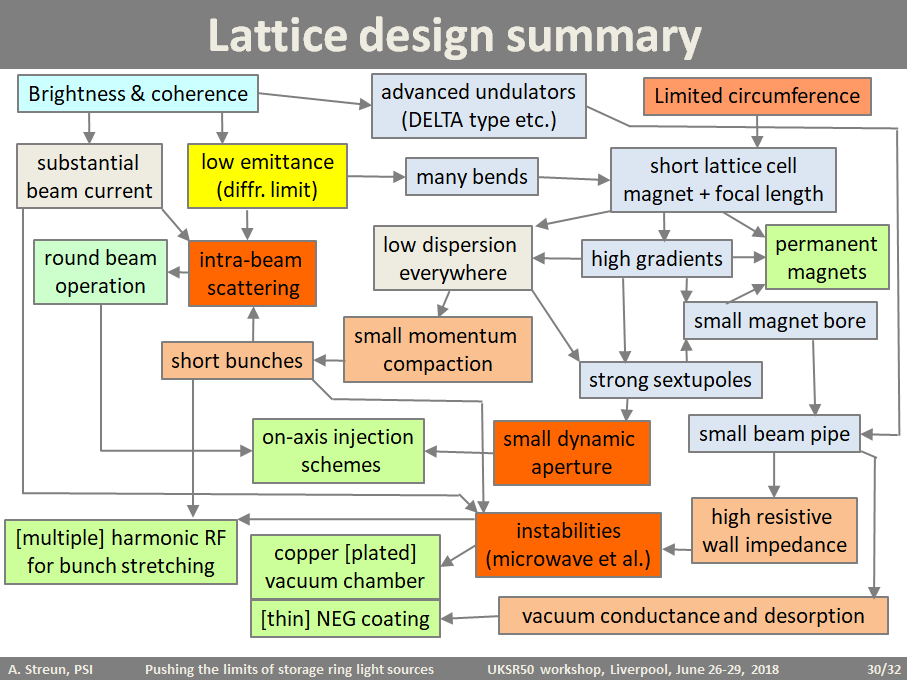 Lattice design summary
Brightness & coherence
advanced undulators
(DELTA type etc.)
Limited circumference
substantial
beam current
low emittance
(diffr. limit)
many bends
short lattice cell
magnet + focal length
round beam
operation
intra-beam
scattering
low dispersion
everywhere
high gradients
permanent
magnets
small magnet bore
short bunches
small momentum
compaction
strong sextupoles
on-axis injection
schemes
small dynamic
aperture
small beam pipe
[multiple] harmonic RF
for bunch stretching
copper [plated]
vacuum chamber
instabilities
(microwave et al.)
high resistive
wall impedance
[thin] NEG coating
vacuum conductance and desorption
A. Streun, PSI
Pushing the limits of storage ring light sources
UKSR50 workshop, Liverpool, June 26-29, 2018
30/32